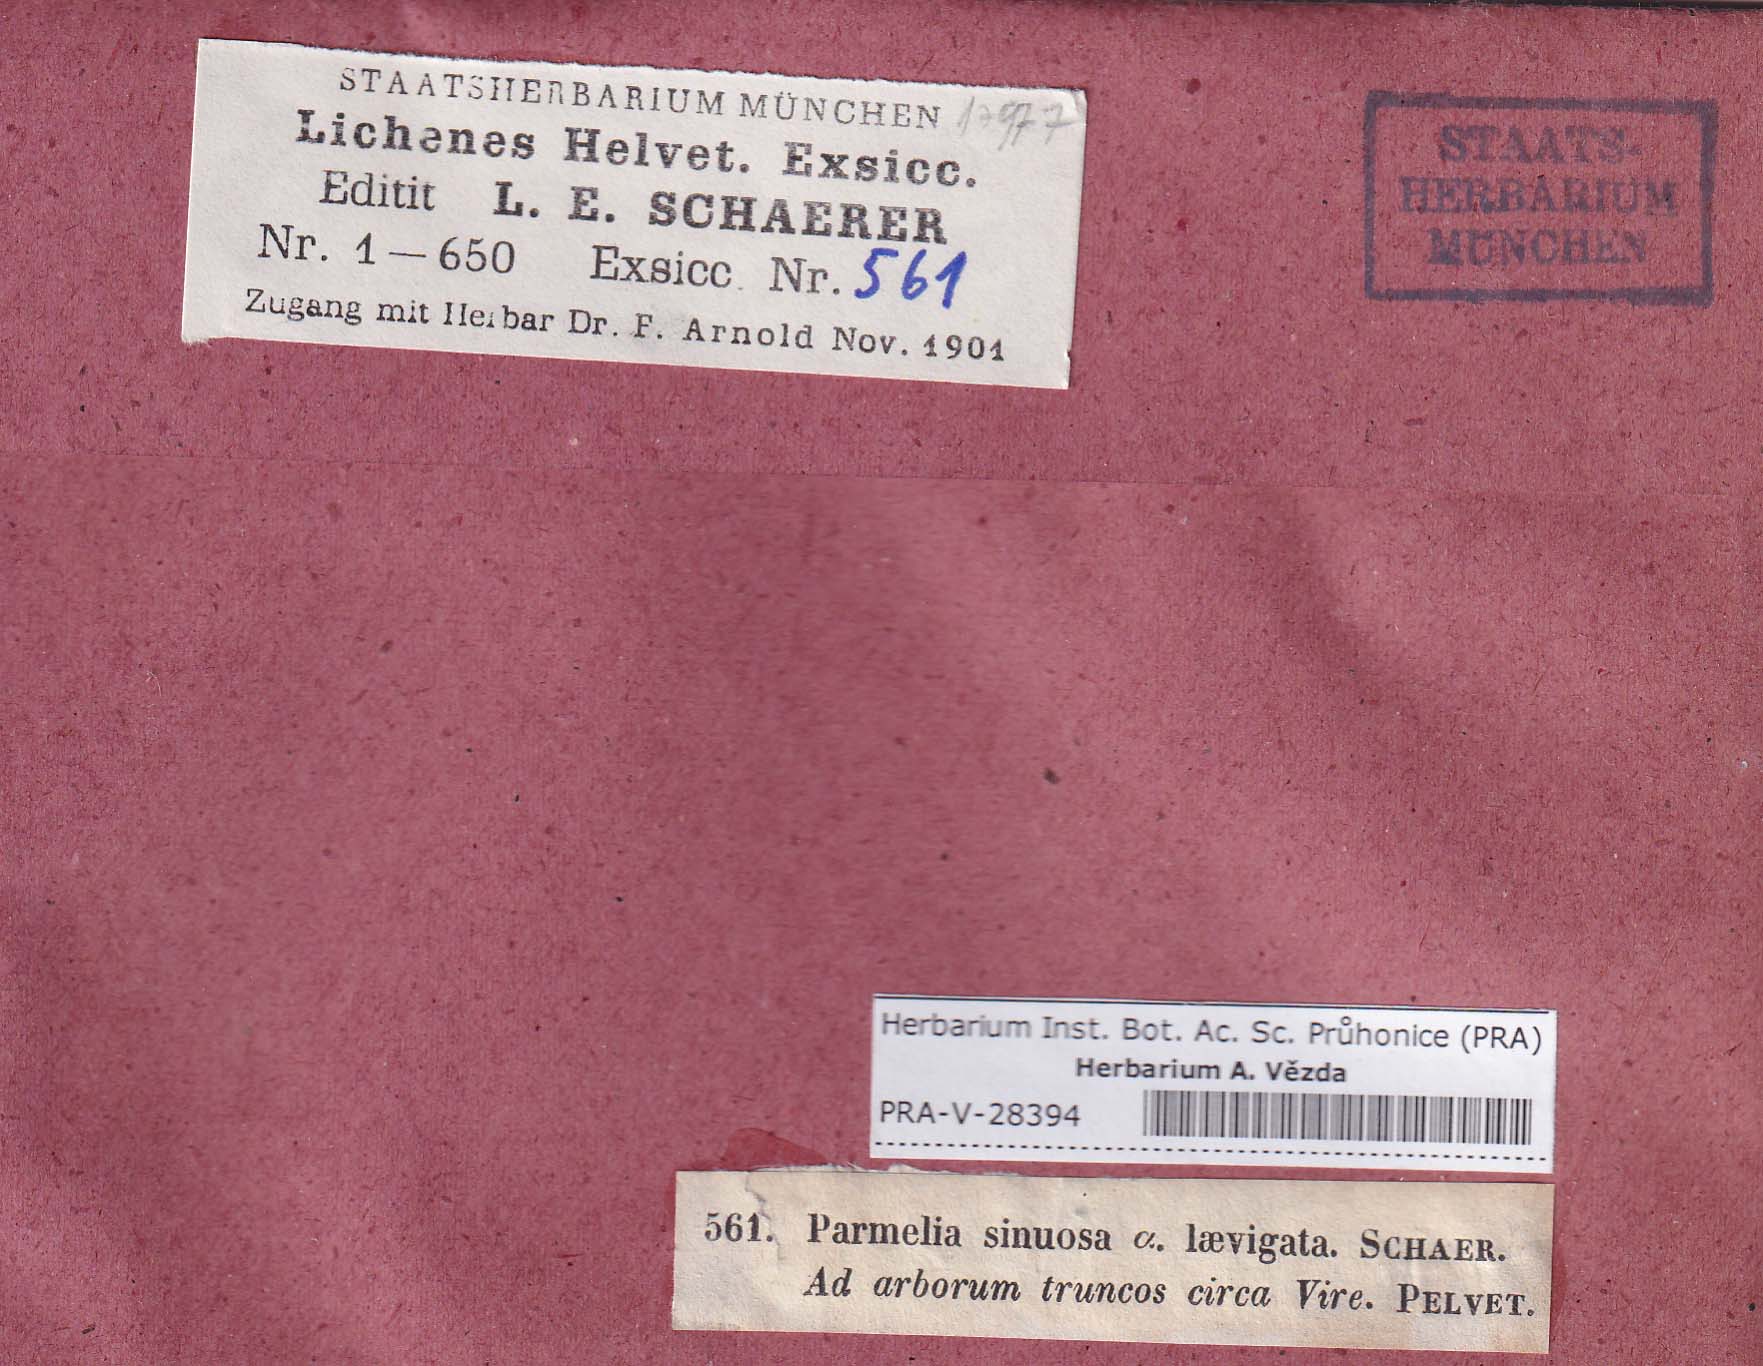 STAATSHERBARIUM MÜNCHEN
Lichenes Helvet. Exsicc.
Editit L. E. SCHAERER
Nr. 1—650 Exsicc. Nr. 561
Zugang mit Herbar Dr. F. Arnold Nov. 1901
STAATS-
HERBARIUM
MÜNCHEN
Herbarium Inst. Bot. Ac. Sc. Průhonice (PRA)
Herbarium A. Vězda
PRA-V-28394
561. Parmelia sinuosa α. lævigata. SCHAER.
Ad arborum truncos circa Vire. PELVET.